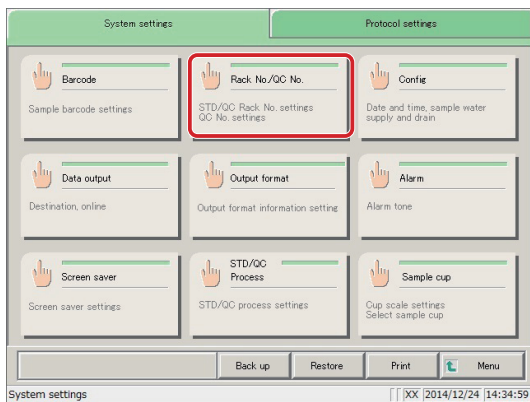 System settings
Protocol settings
Barcode
Sample barcode settings
Rack No./QC No.
STD/QC Rack No. settings
QC No. settings
Config
Date and time, sample water
supply and drain
Data output
Destination, online
Output format
Output format information setting
Alarm
Alarm tone
Screen saver
Screen saver settings
STD/QC
Process
STD/QC process settings
Sample cup
Cup scale settings
Select sample cup
Back up
Restore
Print
Menu
System settings
XX 2014/12/24 14:34:59